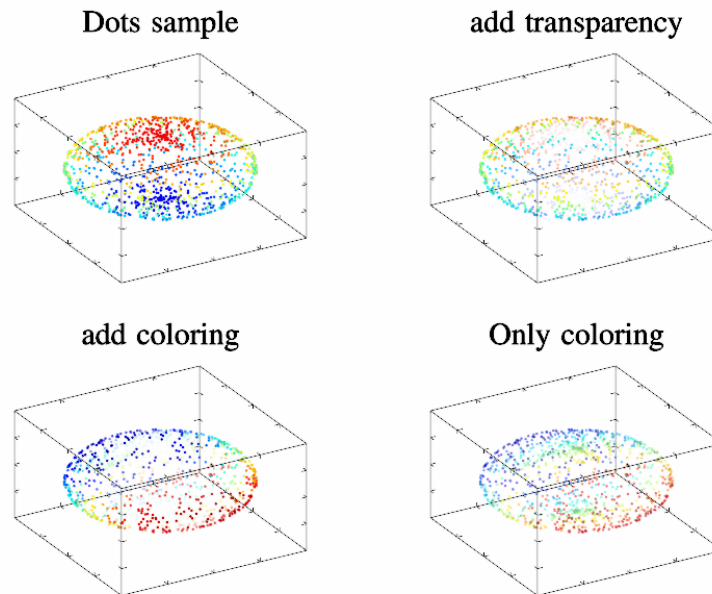 Dots sample
add transparency
add coloring
Only coloring